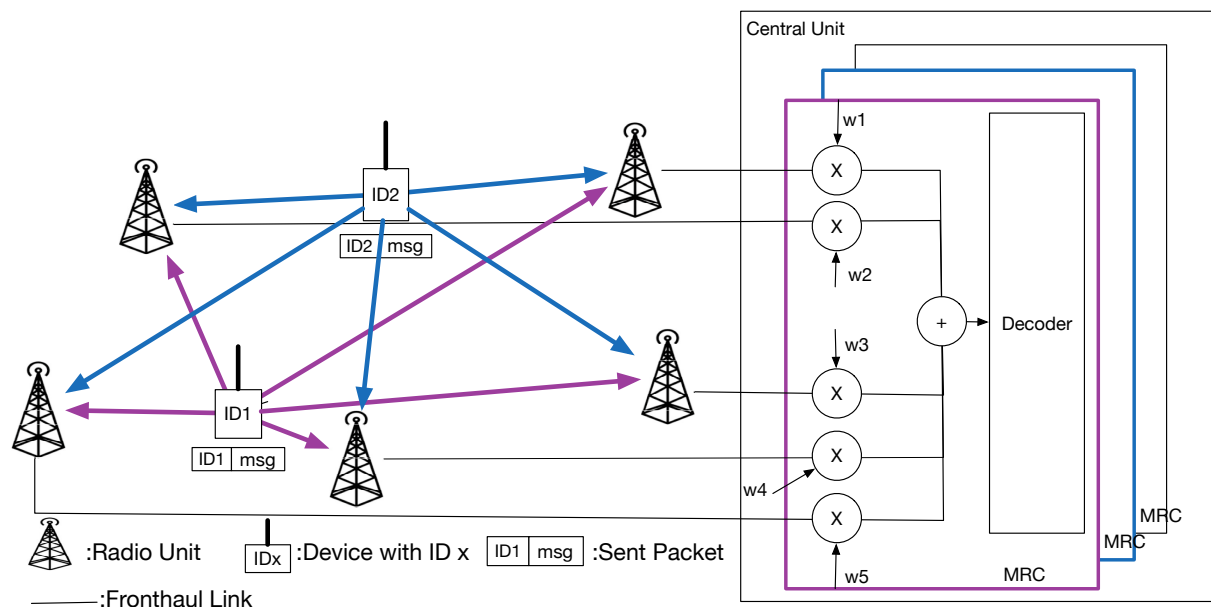 Central Unit
w1
X
ID2
X
ID2 msg
w2
+
Decoder
w3
X
ID1
ID1 msg
X
w4
X
MRC
MRC
MRC
w5
:Radio Unit
IDx
:Device with ID x
ID1 msg
:Sent Packet
:Fronthaul Link